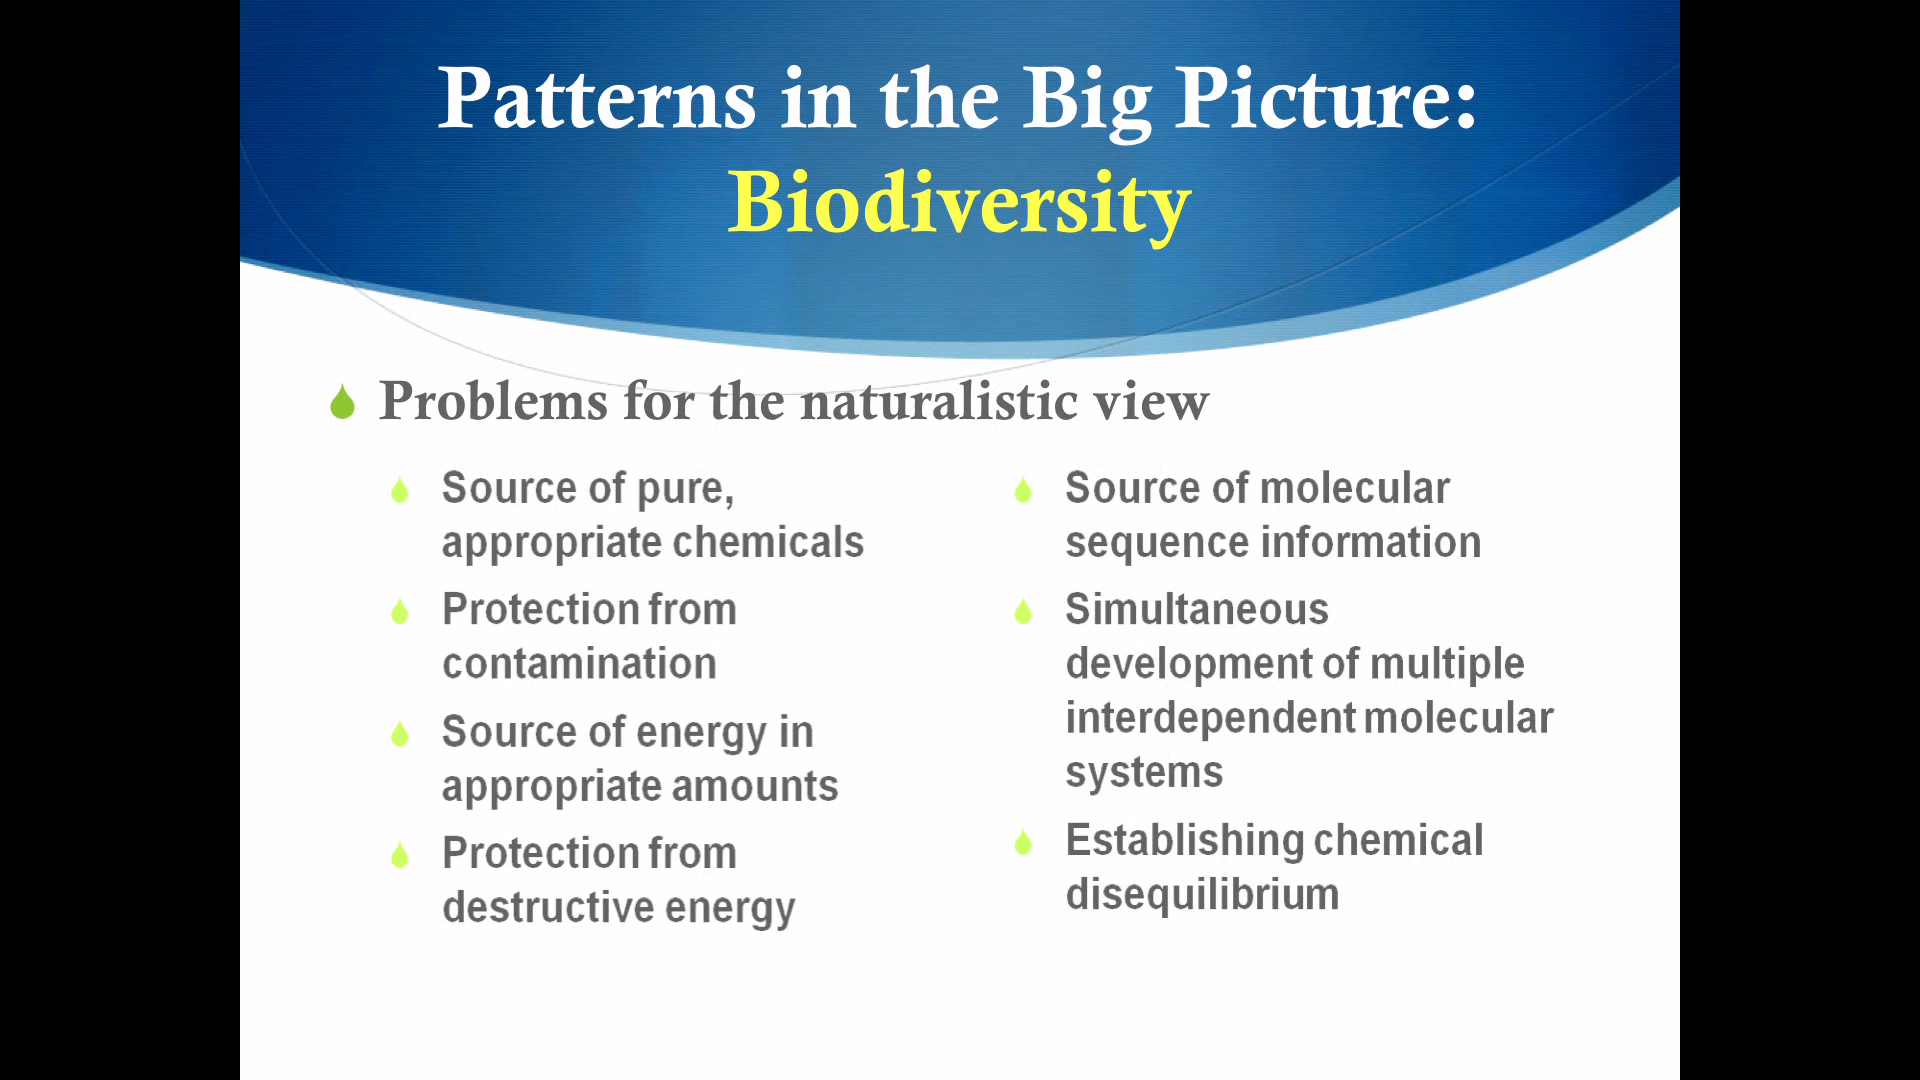 Patterns in the Big Picture:
Biodiversity
Problems for the naturalistic view
Source of pure,
appropriate chemicals
Protection from
contamination
Source of energy in
appropriate amounts
Protection from
destructive energy
Source of molecular
sequence information
Simultaneous
development of multiple
interdependent molecular
systems
Establishing chemical
disequilibrium